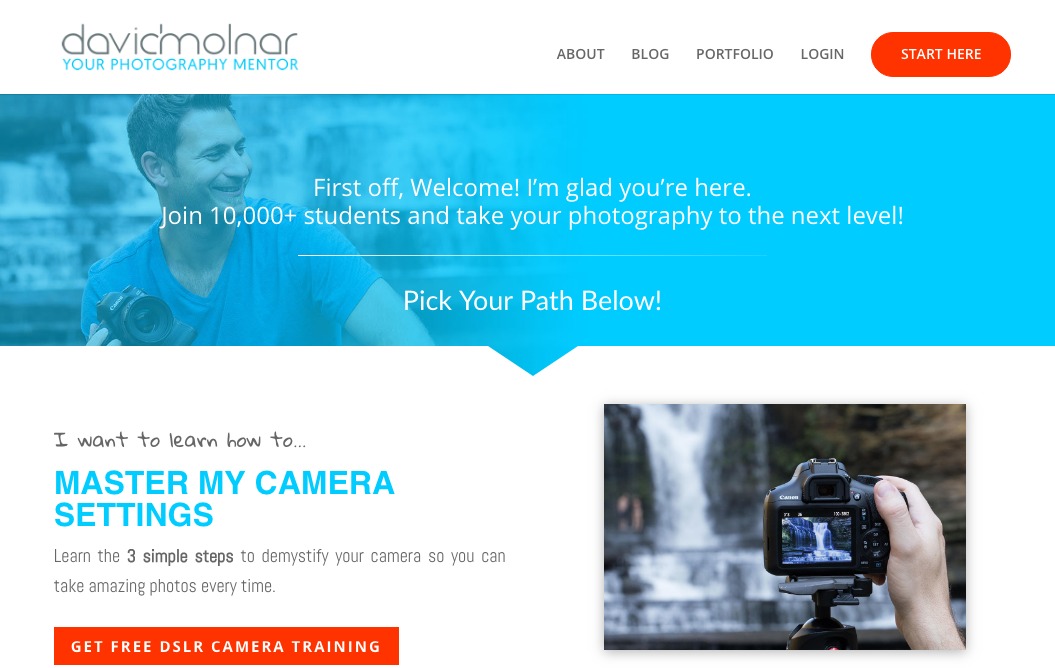 davidmolnar
YOUR PHOTOGRAPHY MENTOR
ABOUT BLOG PORTFOLIO LOGIN START HERE
First off, Welcome! I’m glad you’re here.
Join 10,000+ students and take your photography to the next level!
Pick Your Path Below!
Canon
I want to learn how to...
MASTER MY CAMERA
SETTINGS
Learn the 3 simple steps to demystify your camera so you can
take amazing photos every time.
GET FREE DSLR CAMERA TRAINING
Canon